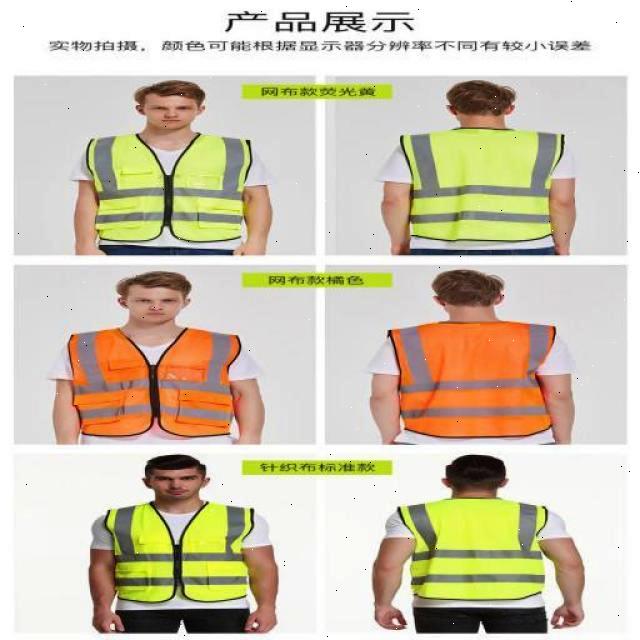 产品展示
实物拍摄，颜色可能根据显示器分辨率不同有较小误差
网布款荧光黄
网布款橘色
针织布标准款